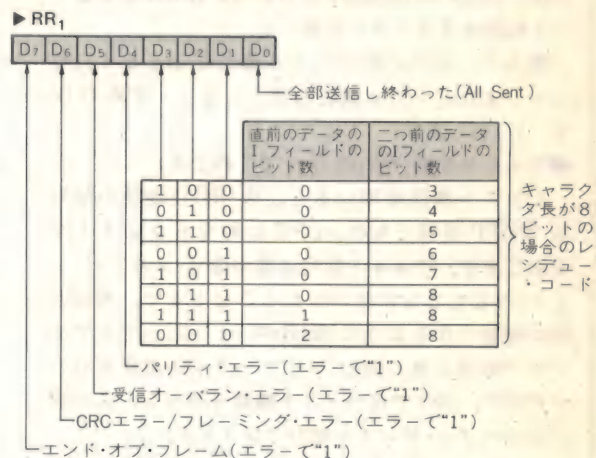 ▶ RR₁
D₇ D₆ D₅ D₄ D₃ D₂ D₁ D₀
全部送信し終わった(All Sent)
直前のデータのIフィールドのビット数 二つ前のデータのIフィールドのビット数
1 0 0 0 3
0 1 0 0 4
1 1 0 0 5
0 0 1 0 6
1 0 1 0 7
0 1 1 0 8
1 1 1 1 8
0 0 0 2 8
キャラク
タ長が8
ビットの
場合のレ
シデュー
・コード
パリティ・エラー(エラーで“1”)
受信オーバラン・エラー(エラーで“1”)
CRCエラー/フレーミング・エラー(エラーで“1”)
エンド・オブ・フレーム(エラーで“1”)